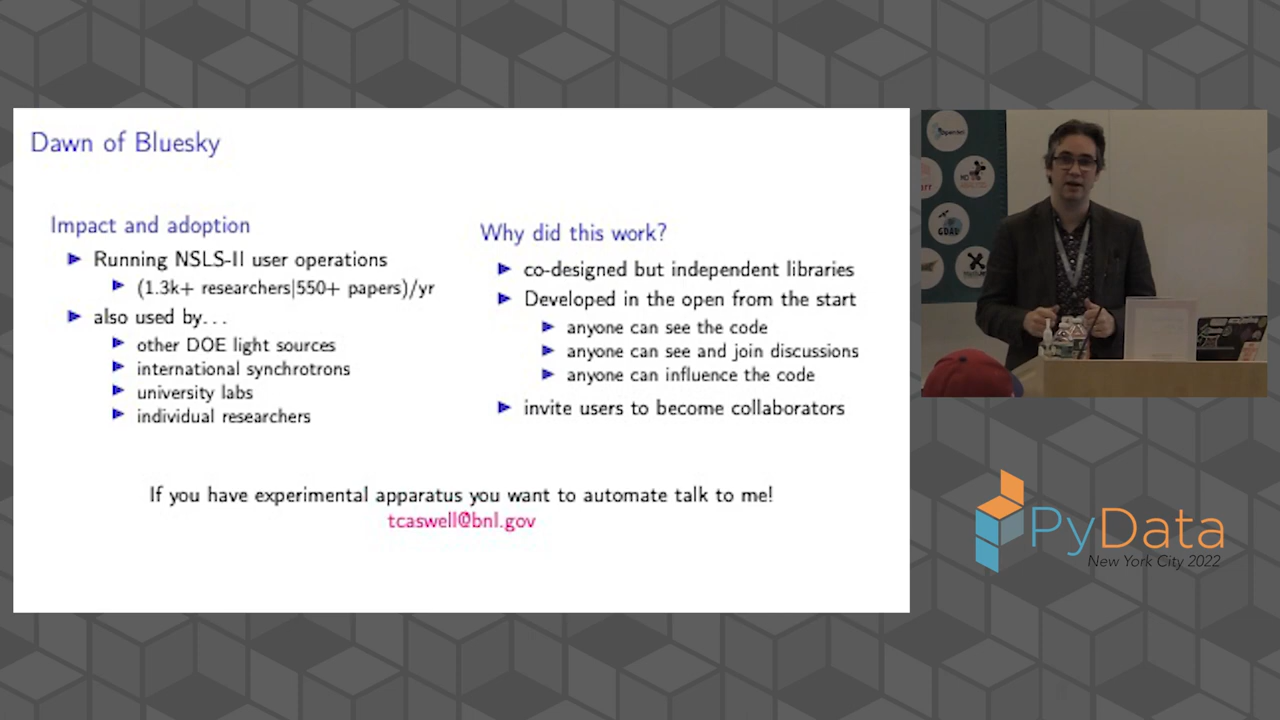 Dawn of Bluesky
Impact and adoption
Running NSLS-II user operations
(1.3k+ researchers|550+ papers)/yr
also used by...
other DOE light sources
international synchrotrons
university labs
individual researchers
Why did this work?
co-designed but independent libraries
Developed in the open from the start
anyone can see the code
anyone can see and join discussions
anyone can influence the code
invite users to become collaborators
If you have experimental apparatus you want to automate talk to me!
tcaswell@bnl.gov
PyData
New York City 2022